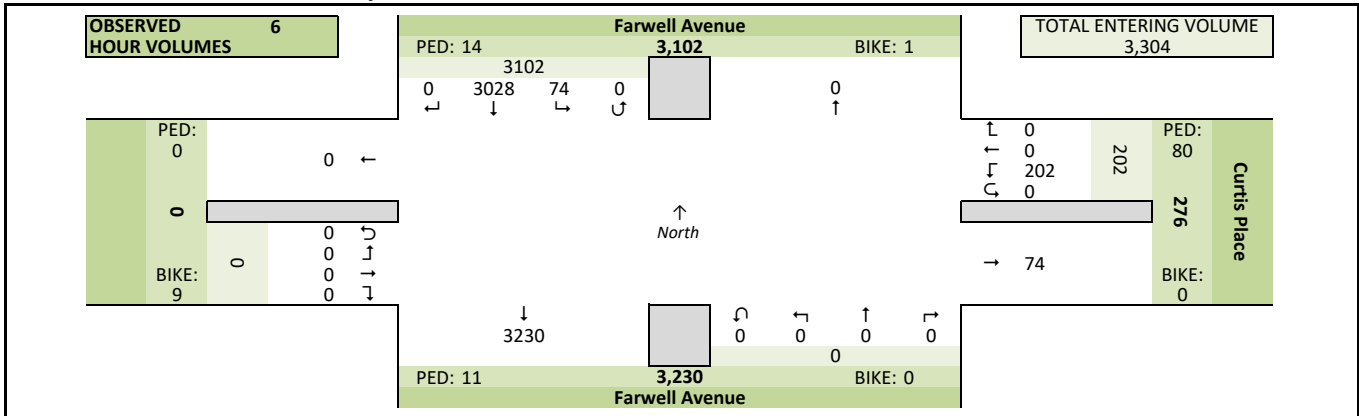 OBSERVED 6
HOUR VOLUMES
Farwell Avenue
PED: 14 3,102 BIKE: 1
TOTAL ENTERING VOLUME
3,304
3102
0 3028 74 0
↵ ↓ ↳ ↺
0
↑
PED:
0
0 ←
0
0
BIKE:
9
0 ⮌
0 ↰
0 →
0 ↴
↑
North
↰ 0
← 0
↲ 202
⮎ 0
202
PED:
80
276
Curtis Place
→ 74
BIKE:
0
↓
3230
↶ ↰ ↑ ↱
0 0 0 0
0
PED: 11 3,230 BIKE: 0
Farwell Avenue